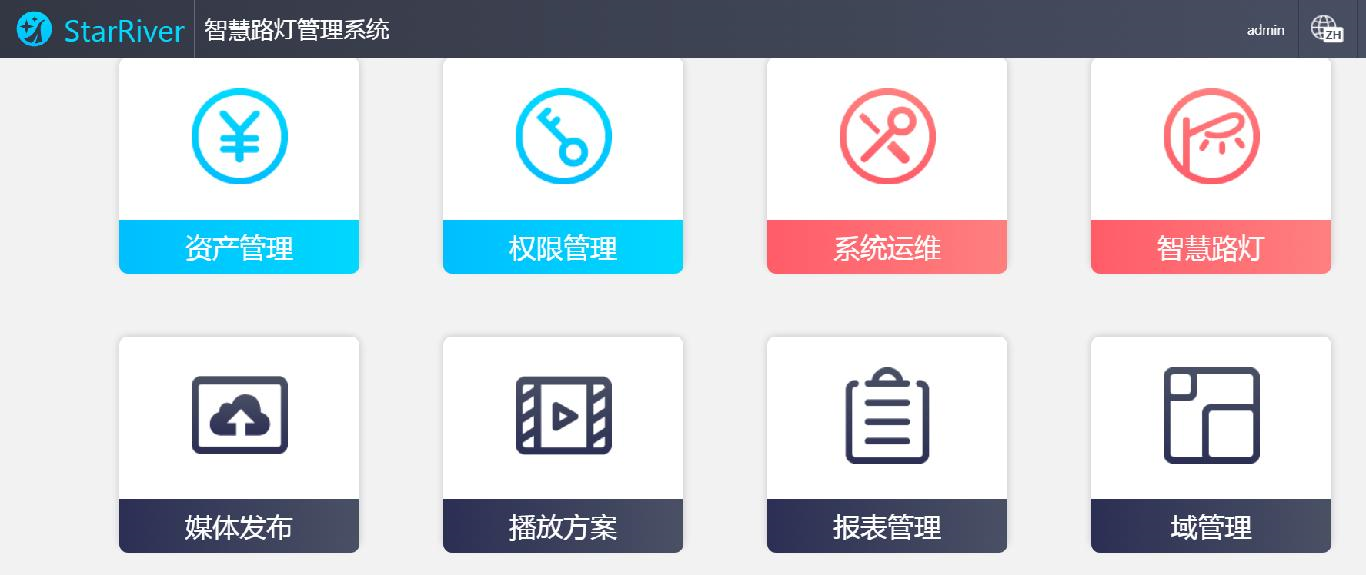 StarRiver 智慧路灯管理系统
admin
ZH
资产管理 权限管理 系统运维 智慧路灯
媒体发布 播放方案 报表管理 域管理